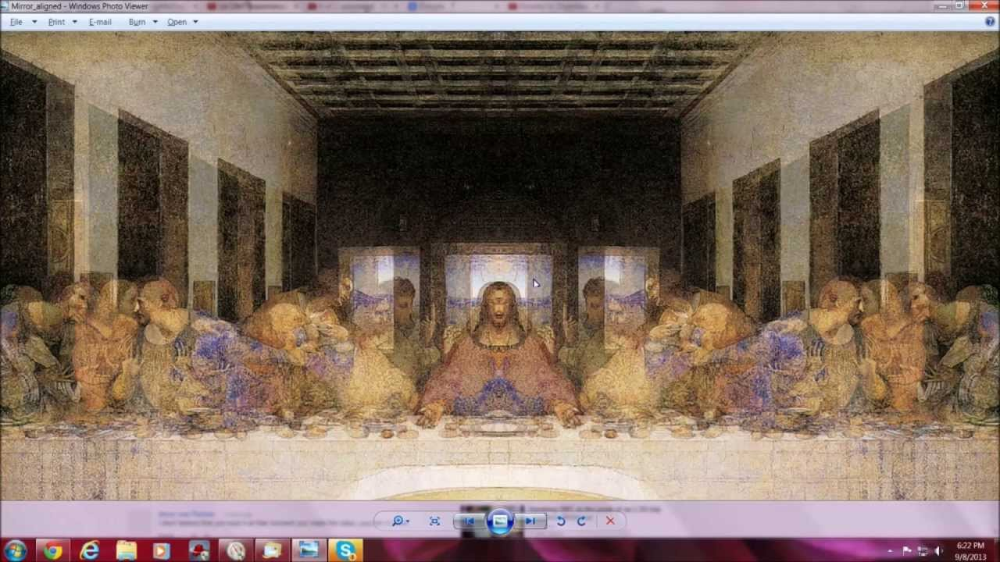 Mirror_aligned - Windows Photo Viewer
File Print E-mail Burn Open
6:22 PM
9/8/2013